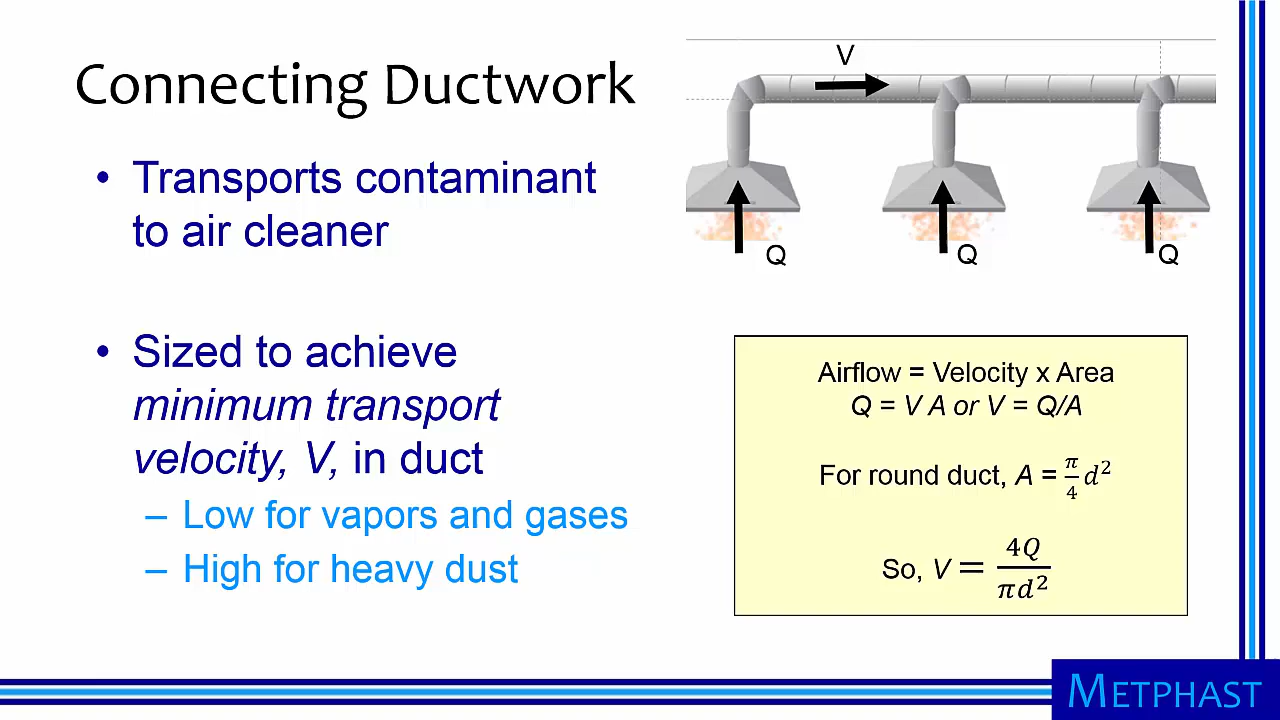 Connecting Ductwork
• Transports contaminant
to air cleaner
• Sized to achieve
minimum transport
velocity, V, in duct
– Low for vapors and gases
– High for heavy dust
V
Q
Q
Q
Airflow = Velocity x Area
Q = V A or V = Q/A
For round duct, A = π/4 d²
So, V = 4Q/πd²
METPHAST